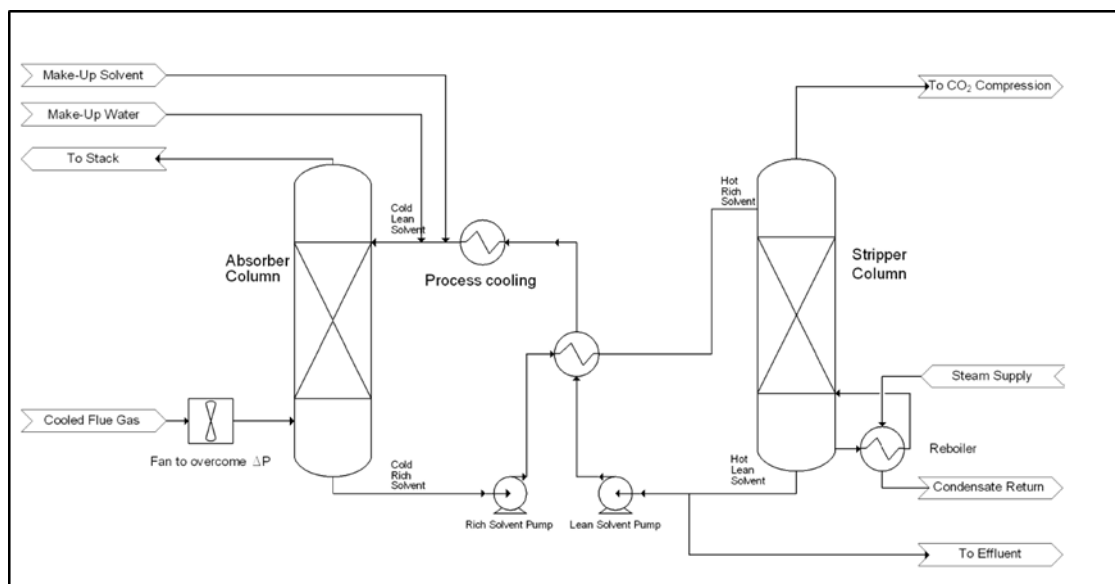 Make-Up Solvent
Make-Up Water
To Stack
To CO₂ Compression
Hot
Rich
Solvent
Cold
Lean
Solvent
Absorber
Column
Process cooling
Stripper
Column
Steam Supply
Cooled Flue Gas
Fan to overcome ΔP
Reboiler
Cold
Rich
Solvent
Hot
Lean
Solvent
Condensate Return
Rich Solvent Pump
Lean Solvent Pump
To Effluent